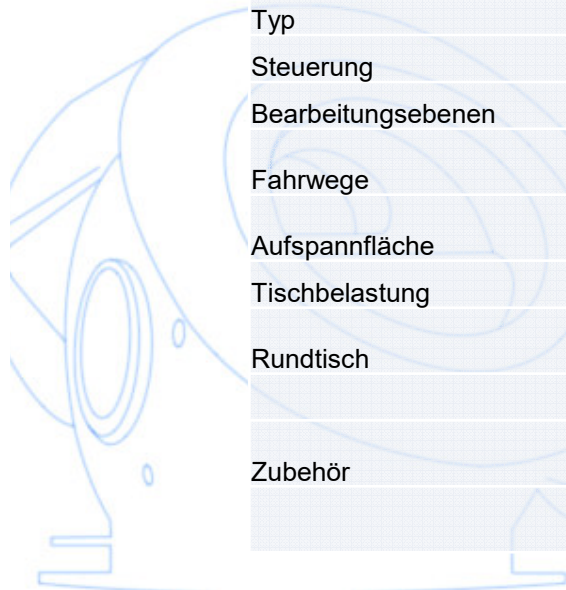 Typ
Steuerung
Bearbeitungsebenen
Fahrwege
Aufspannfläche
Tischbelastung
Rundtisch
Zubehör